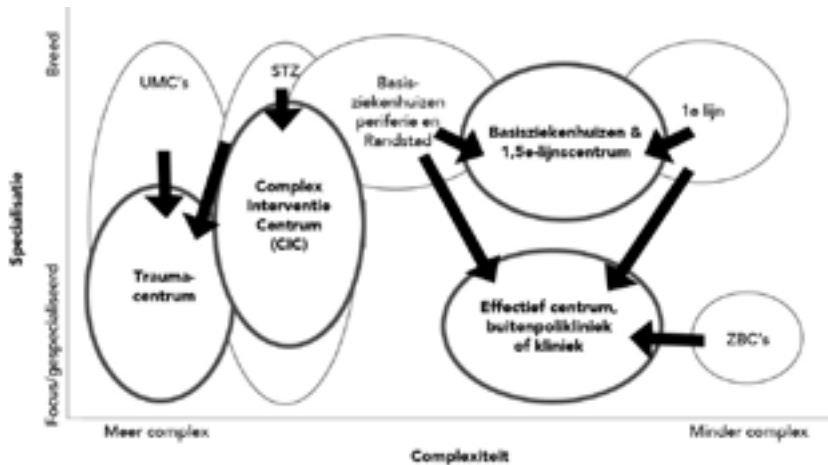 Breed
Specialisatie
Focus/gespecialiseerd
UMC's
STZ
Basis-
ziekenhuizen
periferie en
Randstad
Basisziekenhuizen &
1,5e-lijnscentrum
1e lijn
Complex
Interventie
Centrum
(CIC)
Trauma-
centrum
Effectief centrum,
buitenpolikliniek
of kliniek
ZBC's
Meer complex
Minder complex
Complexiteit